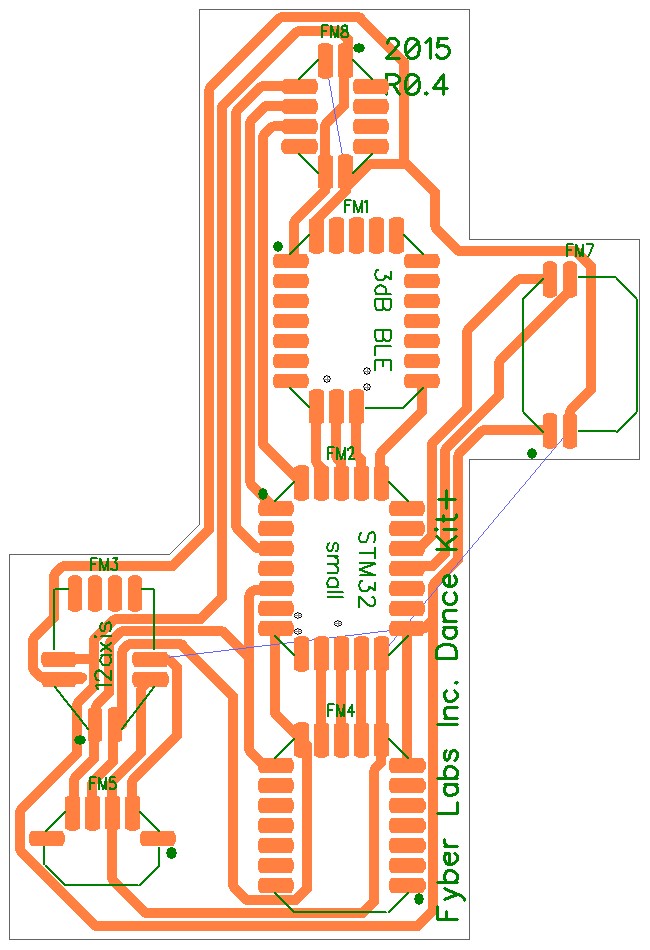 FM8
2015
R0.4
FM1
FM7
3dB BLE
FM2
STM32
small
FM3
12axis
FM4
FM5
Fyber Labs Inc. Dance Kit+